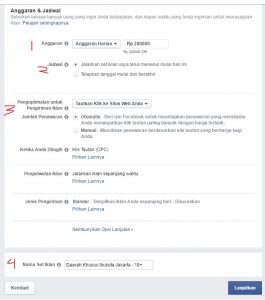 Anggaran & Jadwal
Tentukan berapa banyak uang yang ingin Anda belanjakan, dan kapan waktu yang Anda inginkan untuk menayangkan iklan. Pelajari selengkapnya.
1 Anggaran Anggaran Harian Rp 200000
Rp 200000 IDR
2 Jadwal Jalankan set iklan saya terus menerus mulai hari ini
Tetapkan tanggal mulai dan berakhir
3 Pengoptimalan untuk Pengiriman Iklan Tautkan Klik ke Situs Web Anda
Jumlah Penawaran Otomatis - Beri izin Facebook untuk menetapkan penawaran yang membantu
Anda mendapatkan klik tautan paling banyak dengan harga terbaik.
Manual - Masukkan penawaran berdasarkan klik tautan yang berharga bagi
Anda.
Ketika Anda Ditagih Klik Tautan (CPC)
Pilihan Lainnya
Penjadwalan Iklan Jalankan iklan sepanjang waktu
Pilihan Lainnya
Jenis Pengiriman Standar - Tampilkan iklan Anda sepanjang hari - Disarankan
Pilihan Lainnya
Sembunyikan Opsi Lanjutan
4 Nama Set Iklan Daerah Khusus Ibukota Jakarta - 18+
Kembali Lanjutkan